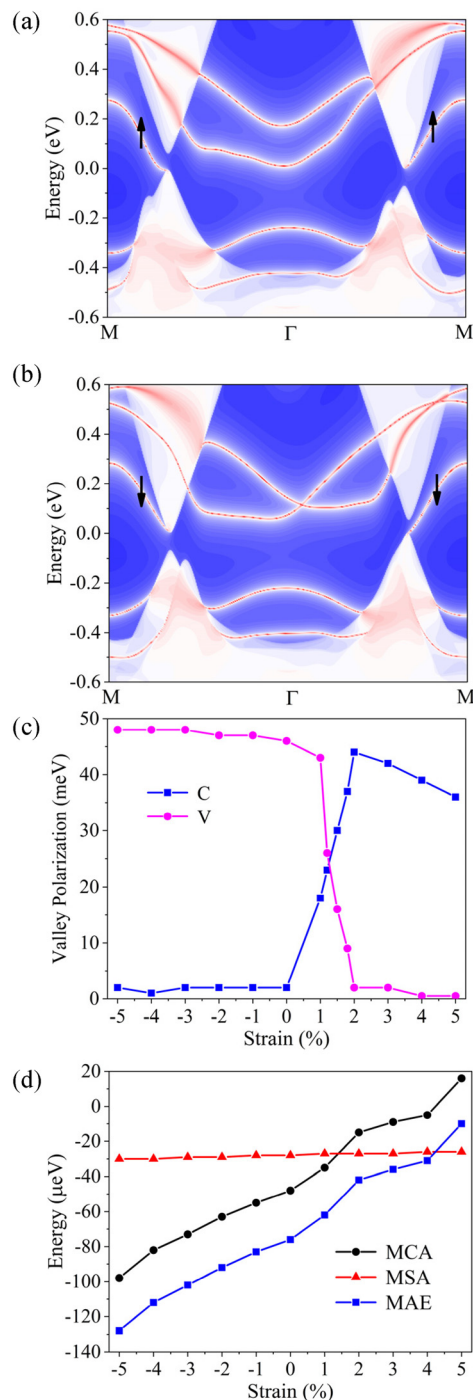 (a)
0.6
0.4
0.2
0.0
-0.2
-0.4
-0.6
Energy (eV)
M Γ M
(b)
0.6
0.4
0.2
0.0
-0.2
-0.4
-0.6
Energy (eV)
M Γ M
(c)
50
40
30
20
10
0
Valley Polarization (meV)
C
V
-5 -4 -3 -2 -1 0 1 2 3 4 5
Strain (%)
(d)
20
0
-20
-40
-60
-80
-100
-120
-140
Energy (μeV)
MCA
MSA
MAE
-5 -4 -3 -2 -1 0 1 2 3 4 5
Strain (%)